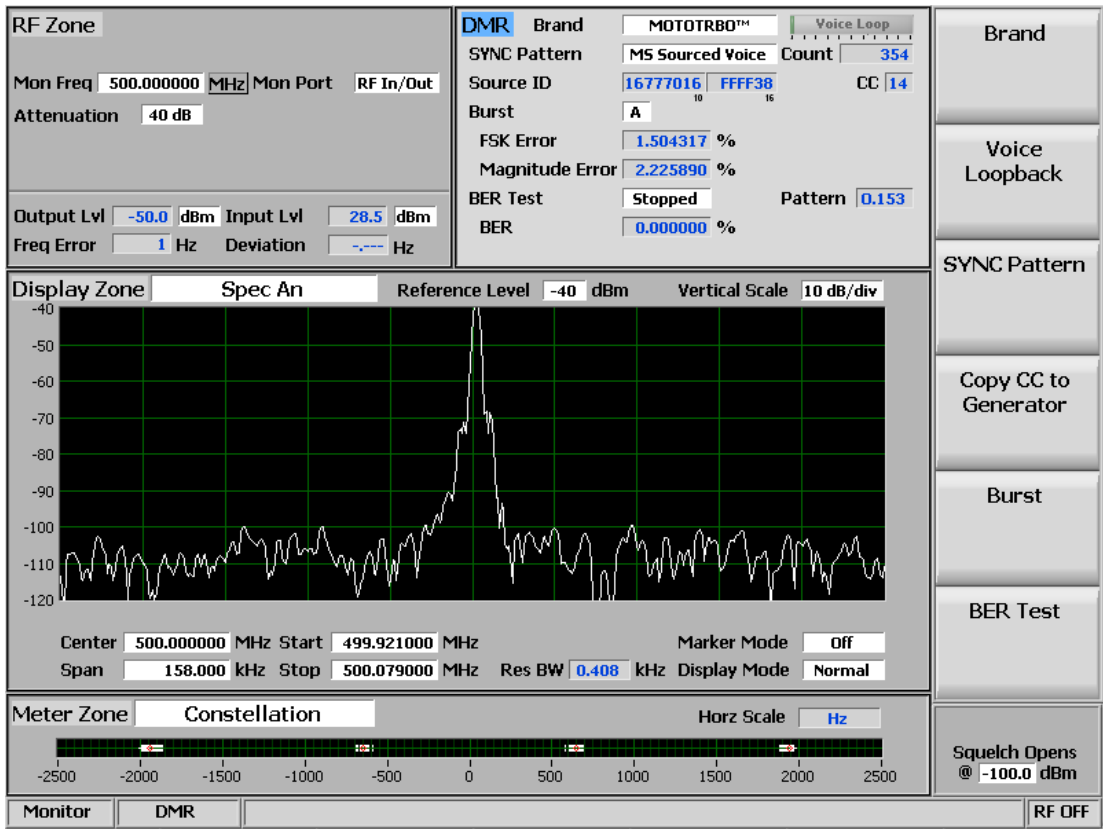 RF Zone
Mon Freq 500.000000 MHz Mon Port RF In/Out
Attenuation 40 dB
Output Lvl -50.0 dBm Input Lvl 28.5 dBm
Freq Error 1 Hz Deviation -.--- Hz
DMR Brand MOTOTRBO™ Voice Loop
SYNC Pattern MS Sourced Voice Count 354
Source ID 16777016 FFFF38 CC 14
10 16
Burst A
FSK Error 1.504317 %
Magnitude Error 2.225890 %
BER Test Stopped Pattern 0.153
BER 0.000000 %
Display Zone Spec An Reference Level -40 dBm Vertical Scale 10 dB/div
-40
-50
-60
-70
-80
-90
-100
-110
-120
Center 500.000000 MHz Start 499.921000 MHz Marker Mode Off
Span 158.000 kHz Stop 500.079000 MHz Res BW 0.408 kHz Display Mode Normal
Meter Zone Constellation Horz Scale Hz
-2500 -2000 -1500 -1000 -500 0 500 1000 1500 2000 2500
Monitor DMR RF OFF
Brand
Voice
Loopback
SYNC Pattern
Copy CC to
Generator
Burst
BER Test
Squelch Opens
@ -100.0 dBm